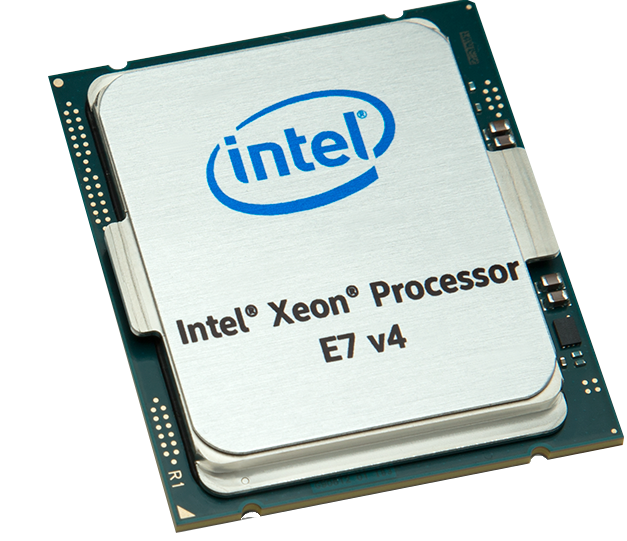 intel®
Intel® Xeon® Processor
E7 v4
R1